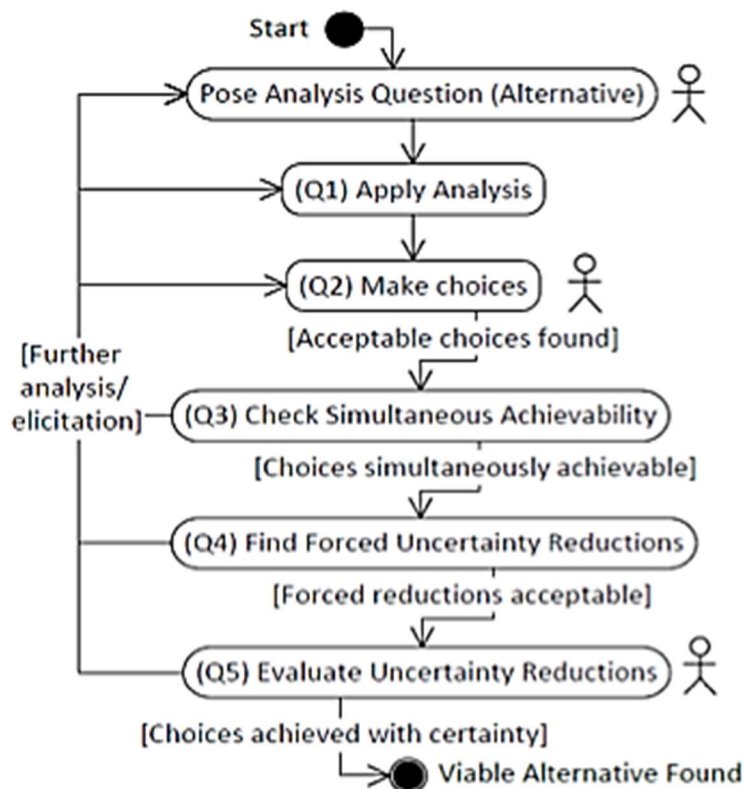 Start
Pose Analysis Question (Alternative)
(Q1) Apply Analysis
(Q2) Make choices
[Acceptable choices found]
[Further
analysis/
elicitation]
(Q3) Check Simultaneous Achievability
[Choices simultaneously achievable]
(Q4) Find Forced Uncertainty Reductions
[Forced reductions acceptable]
(Q5) Evaluate Uncertainty Reductions
[Choices achieved with certainty]
Viable Alternative Found